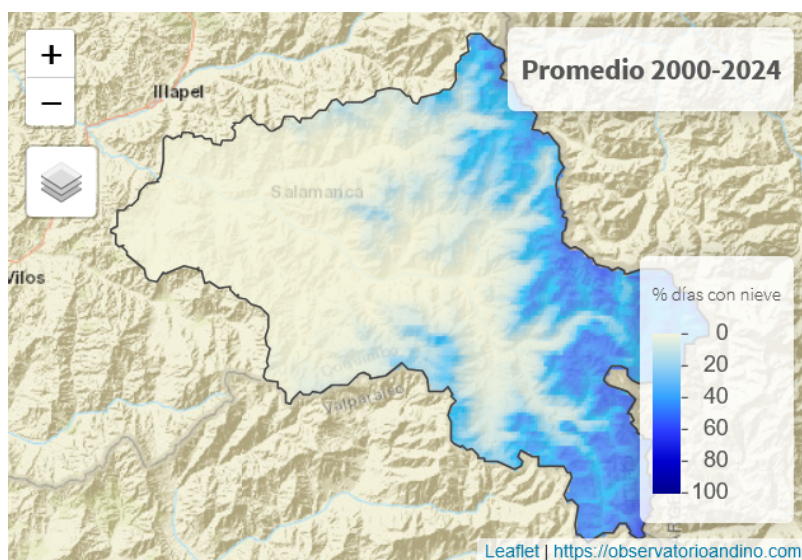 +
Promedio 2000-2024
−
Illapel
Salamanca
Vilos
% días con nieve
0
20
40
60
80
100
Coquimbo
Valparaíso
Leaflet | https://observatorioandino.com